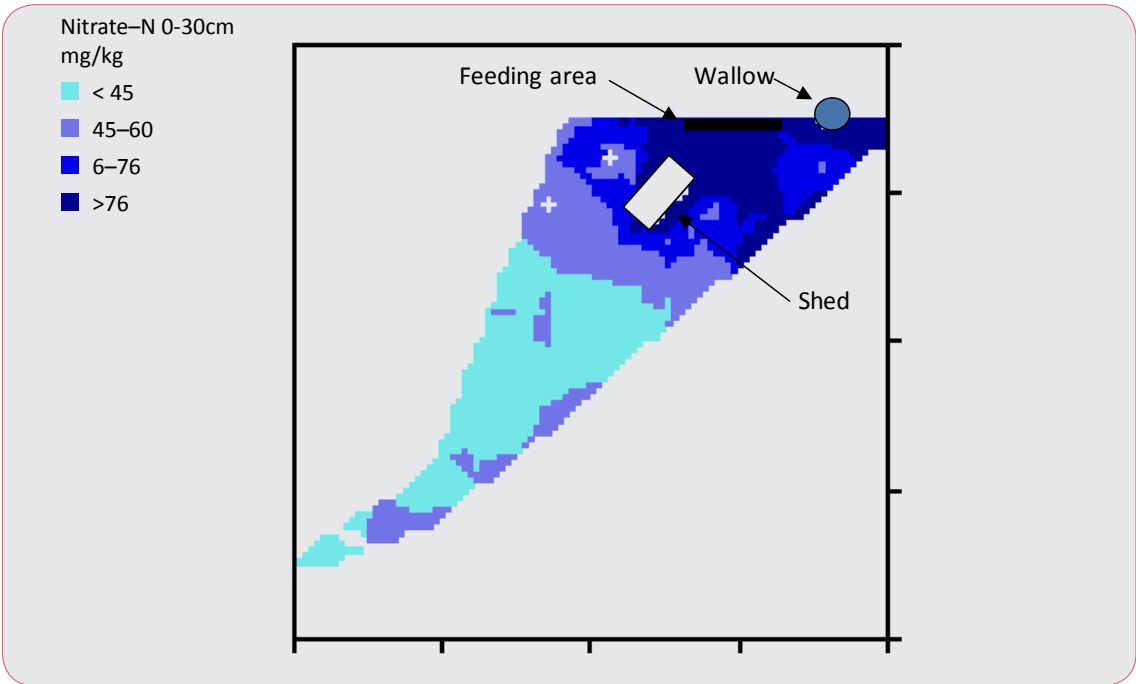 Nitrate–N 0-30cm
mg/kg
< 45
45–60
6–76
>76
Feeding area
Wallow
Shed